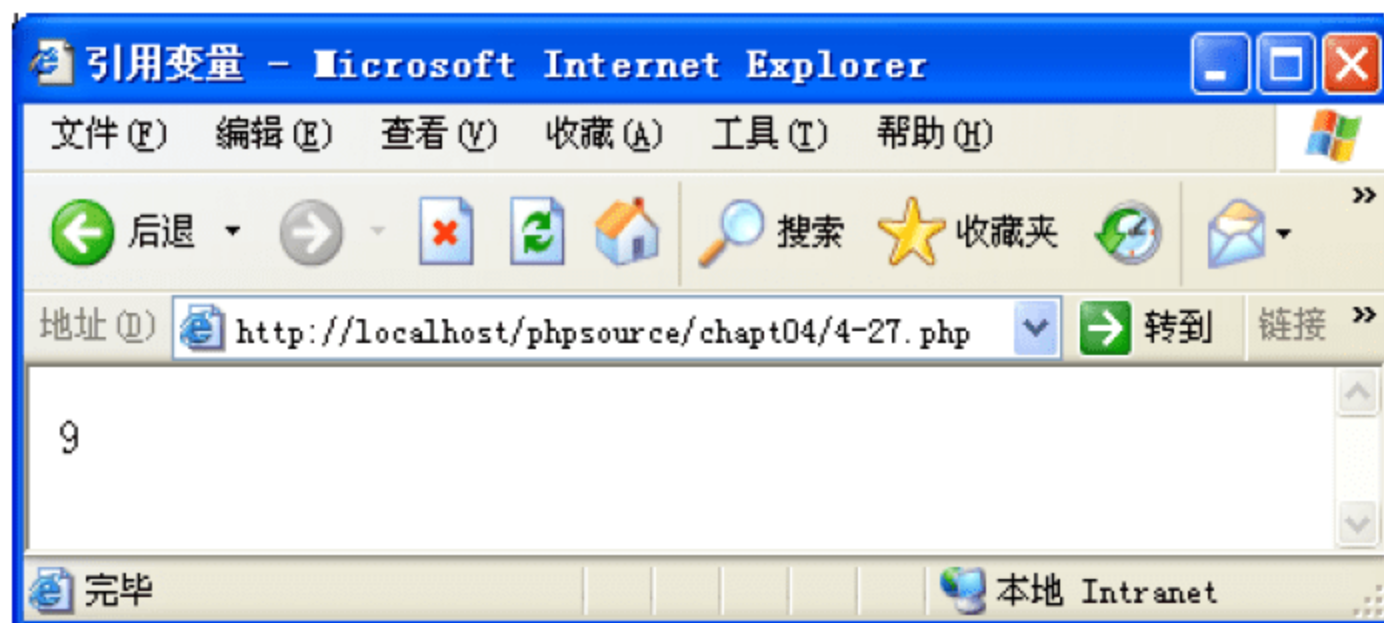 引用变量 - Microsoft Internet Explorer
文件(F) 编辑(E) 查看(V) 收藏(A) 工具(T) 帮助(H)
后退 搜索 收藏夹 »
地址(D) http://localhost/phpsource/chapt04/4-27.php 转到 链接 »
9
完毕 本地 Intranet